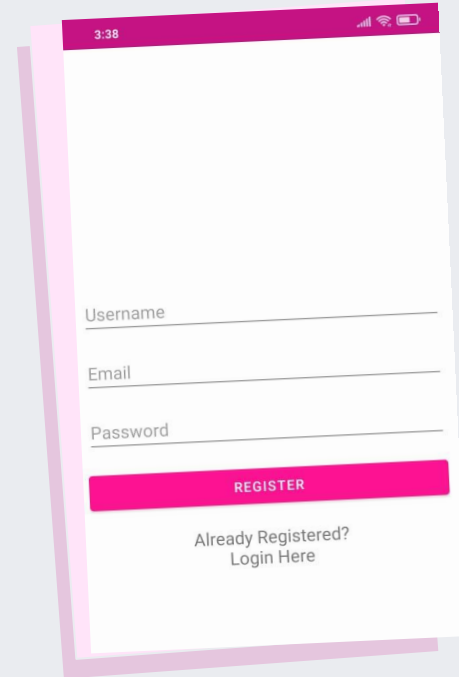 3:38
Username
Email
Password
REGISTER
Already Registered?
Login Here